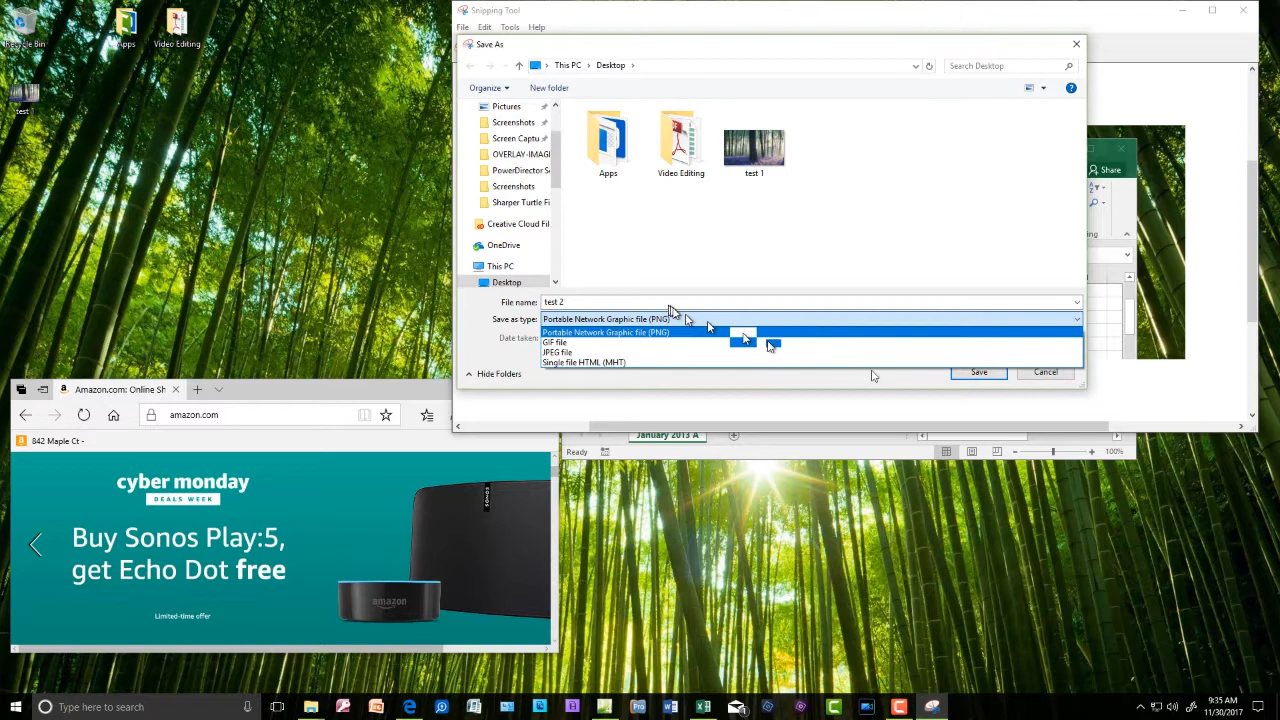 Recycle Bin
Apps
Video Editing
test
Snipping Tool
File Edit Tools Help
Save As
This PC > Desktop >
Search Desktop
Organize
New folder
Pictures
Screenshots
Screen Captu
OVERLAY-IMAG
PowerDirector S
Screenshots
Sharper Turtle Fi
Creative Cloud Fil
OneDrive
This PC
Desktop
Apps
Video Editing
test 1
File name: test 2
Save as type: Portable Network Graphic file (PNG)
Portable Network Graphic file (PNG)
GIF file
JPEG file
Single file HTML (MHT)
Date taken:
Hide Folders
Save
Cancel
Share
January 2013 A
Ready
100%
Amazon.com: Online Sh
amazon.com
842 Maple Ct -
cyber monday
DEALS WEEK
Buy Sonos Play:5,
get Echo Dot free
Limited-time offer
SONOS
amazon
Type here to search
9:35 AM
11/30/2017